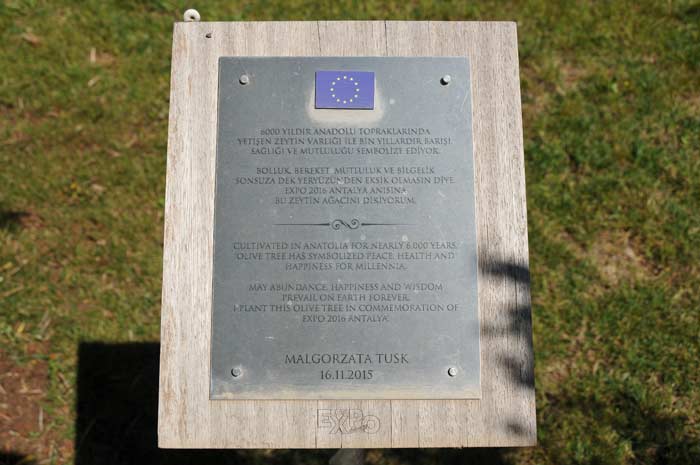 6000 YILDIR ANADOLU TOPRAKLARINDA
YETİŞEN ZEYTİN VARLIĞI İLE BİN YILLARDIR BARIŞI,
SAĞLIĞI VE MUTLULUĞU SEMBOLİZE EDİYOR.
BOLLUK, BEREKET, MUTLULUK VE BİLGELİK
SONSUZA DEK YERYÜZÜN'DEN EKSİK OLMASIN DİYE,
EXPO 2016 ANTALYA ANISINA
BU ZEYTİN AĞACINI DİKİYORUM.
CULTIVATED IN ANATOLIA FOR NEARLY 6,000 YEARS,
OLIVE TREE HAS SYMBOLIZED PEACE, HEALTH AND
HAPPINESS FOR MILLENNIA.
MAY ABUNDANCE, HAPPINESS AND WISDOM
PREVAIL ON EARTH FOREVER.
I PLANT THIS OLIVE TREE IN COMMEMORATION OF
EXPO 2016 ANTALYA.
MALGORZATA TUSK
16.11.2015
EXPO